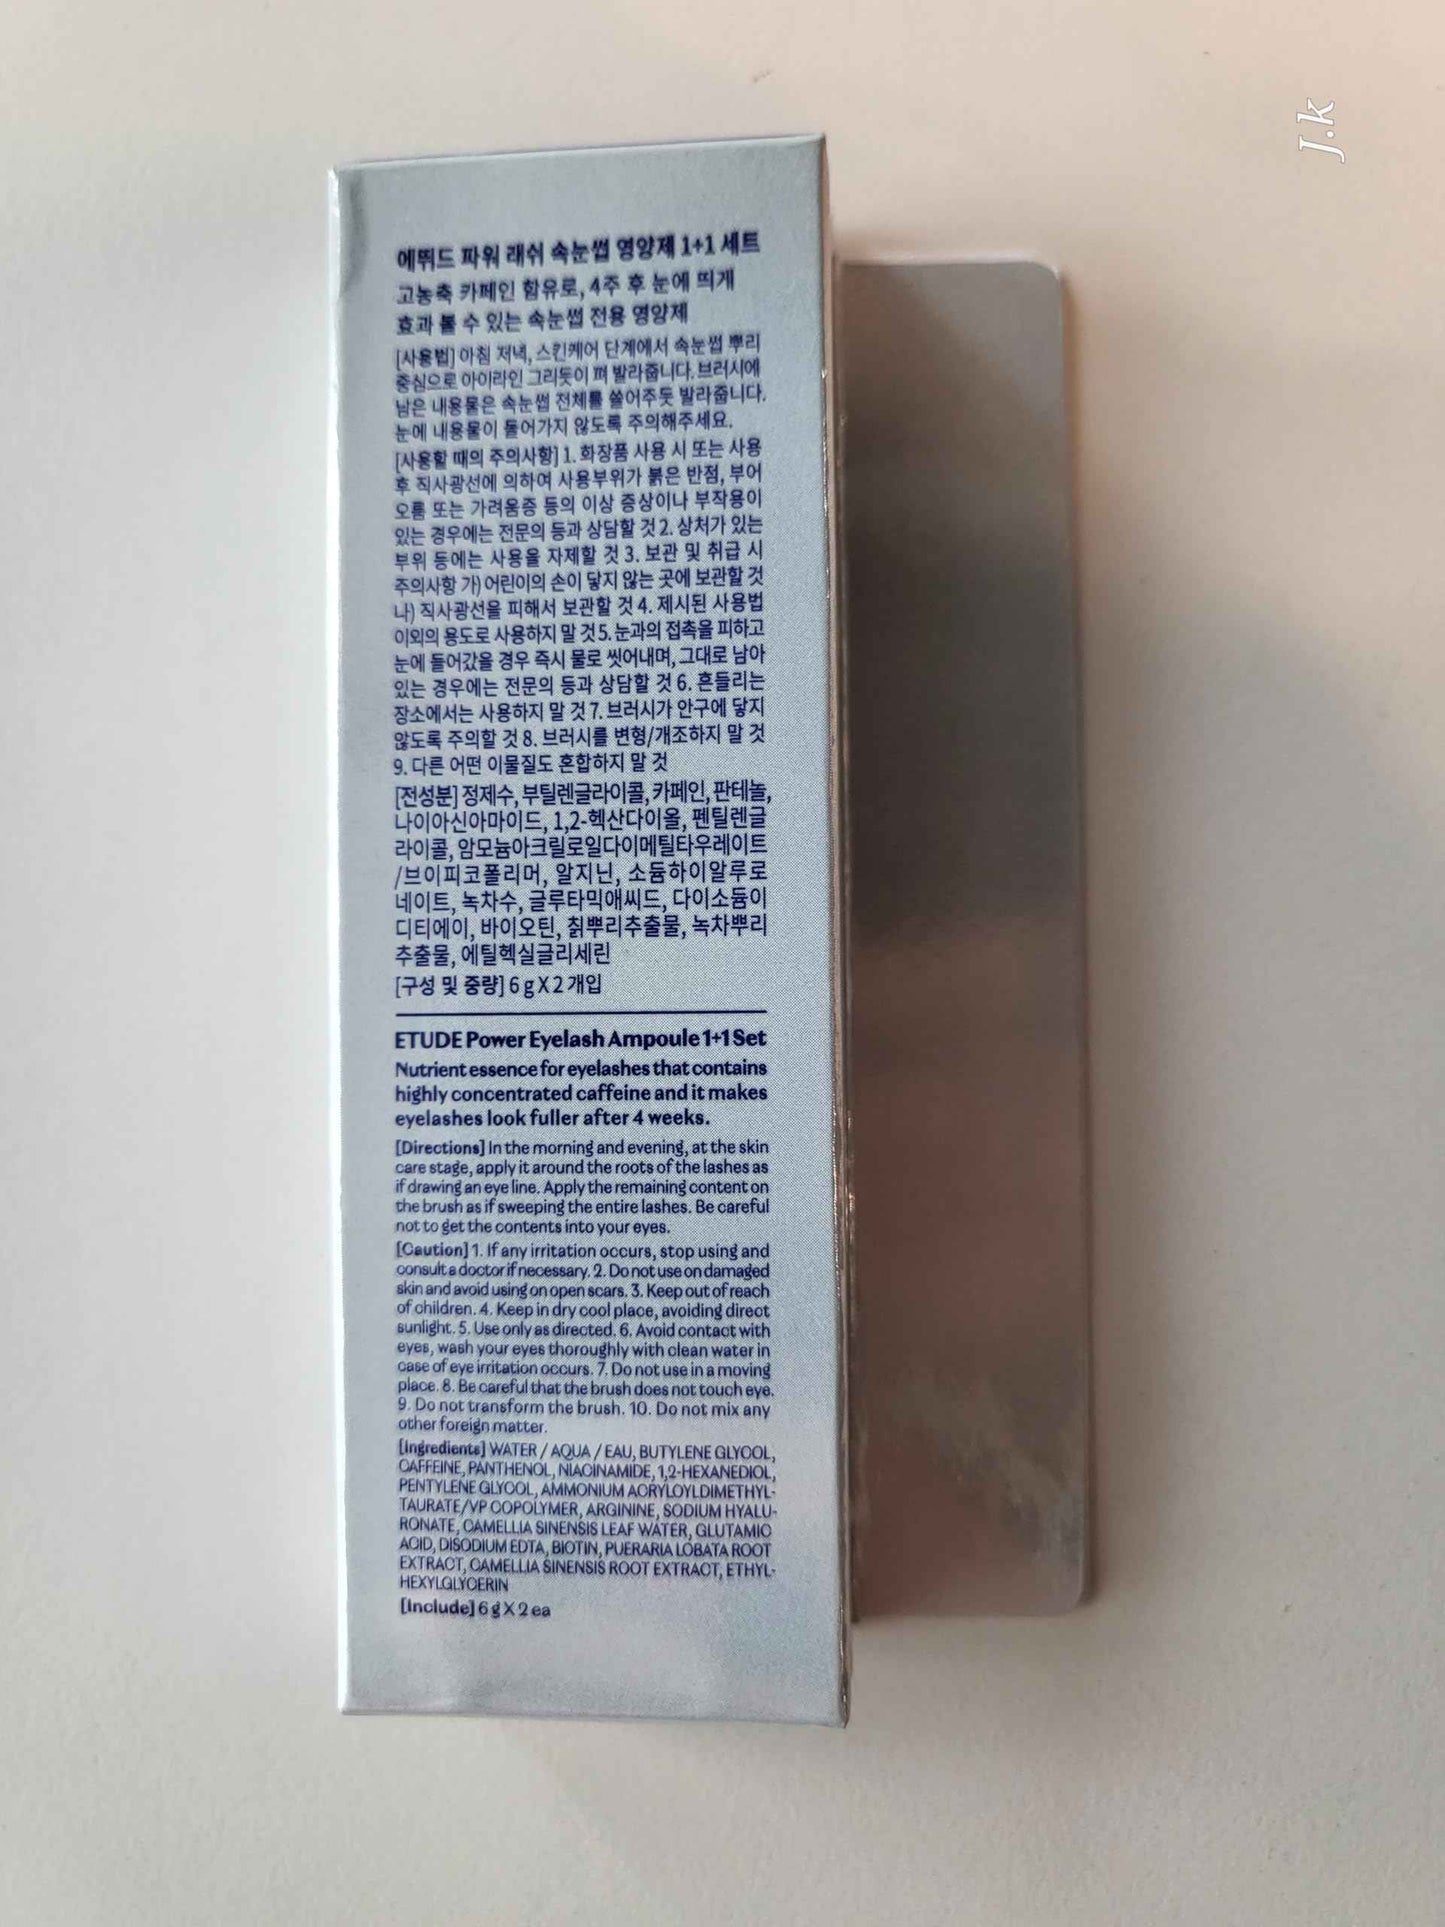 에뛰드 파워 래쉬 속눈썹 영양제 1+1 세트
고농축 카페인 함유로, 4주 후 눈에 띄게
효과 볼 수 있는 속눈썹 전용 영양제
[사용법] 아침 저녁, 스킨케어 단계에서 속눈썹 뿌리
중심으로 아이라인 그리듯이 펴 발라줍니다. 브러시에
남은 내용물은 속눈썹 전체를 쓸어주듯 발라줍니다.
눈에 내용물이 들어가지 않도록 주의해주세요.
[사용할 때의 주의사항] 1. 화장품 사용 시 또는 사용
후 직사광선에 의하여 사용부위가 붉은 반점, 부어
오름 또는 가려움증 등의 이상 증상이나 부작용이
있는 경우에는 전문의 등과 상담할 것 2. 상처가 있는
부위 등에는 사용을 자제할 것 3. 보관 및 취급 시
주의사항 가) 어린이의 손이 닿지 않는 곳에 보관할 것
나) 직사광선을 피해서 보관할 것 4. 제시된 사용법
이외의 용도로 사용하지 말 것 5. 눈과의 접촉을 피하고
눈에 들어갔을 경우 즉시 물로 씻어내며, 그대로 남아
있는 경우에는 전문의 등과 상담할 것 6. 흔들리는
장소에서는 사용하지 말 것 7. 브러시가 안구에 닿지
않도록 주의할 것 8. 브러시를 변형/개조하지 말 것
9. 다른 어떤 이물질도 혼합하지 말 것
[전성분] 정제수, 부틸렌글라이콜, 카페인, 판테놀,
나이아신아마이드, 1,2-헥산다이올, 펜틸렌글
라이콜, 암모늄아크릴로일다이메틸타우레이트
/브이피코폴리머, 알지닌, 소듐하이알루로
네이트, 녹차수, 글루타믹애씨드, 다이소듐이
디티에이, 바이오틴, 칡뿌리추출물, 녹차뿌리
추출물, 에틸헥실글리세린
[구성 및 중량] 6 g X 2 개입
ETUDE Power Eyelash Ampoule 1+1 Set
Nutrient essence for eyelashes that contains
highly concentrated caffeine and it makes
eyelashes look fuller after 4 weeks.
[Directions] In the morning and evening, at the skin
care stage, apply it around the roots of the lashes as
if drawing an eye line. Apply the remaining content on
the brush as if sweeping the entire lashes. Be careful
not to get the contents into your eyes.
[Caution] 1. If any irritation occurs, stop using and
consult a doctor if necessary. 2. Do not use on damaged
skin and avoid using on open scars. 3. Keep out of reach
of children. 4. Keep in dry cool place, avoiding direct
sunlight. 5. Use only as directed. 6. Avoid contact with
eyes, wash your eyes thoroughly with clean water in
case of eye irritation occurs. 7. Do not use in a moving
place. 8. Be careful that the brush does not touch eye.
9. Do not transform the brush. 10. Do not mix any
other foreign matter.
[Ingredients] WATER / AQUA / EAU, BUTYLENE GLYCOL,
CAFFEINE, PANTHENOL, NIACINAMIDE, 1,2-HEXANEDIOL,
PENTYLENE GLYCOL, AMMONIUM ACRYLOYLDIMETHYL-
TAURATE/VP COPOLYMER, ARGININE, SODIUM HYALU-
RONATE, CAMELLIA SINENSIS LEAF WATER, GLUTAMIC
ACID, DISODIUM EDTA, BIOTIN, PUERARIA LOBATA ROOT
EXTRACT, CAMELLIA SINENSIS ROOT EXTRACT, ETHYL-
HEXYLGLYCERIN
[Include] 6 g X 2 ea
J.k